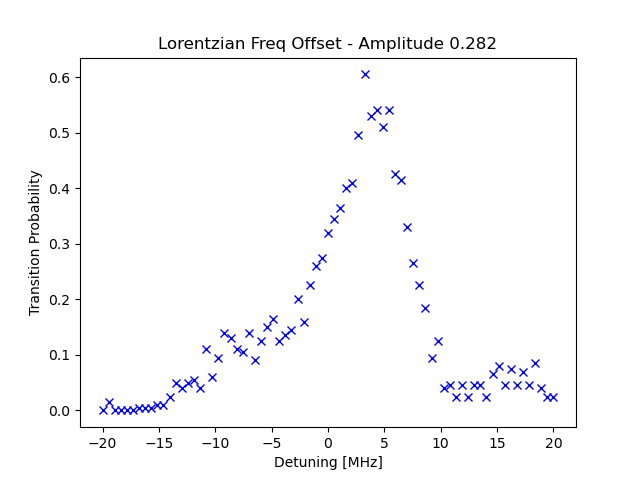 Lorentzian Freq Offset - Amplitude 0.282
Transition Probability
0.6
0.5
0.4
0.3
0.2
0.1
0.0
−20 −15 −10 −5 0 5 10 15 20
Detuning [MHz]